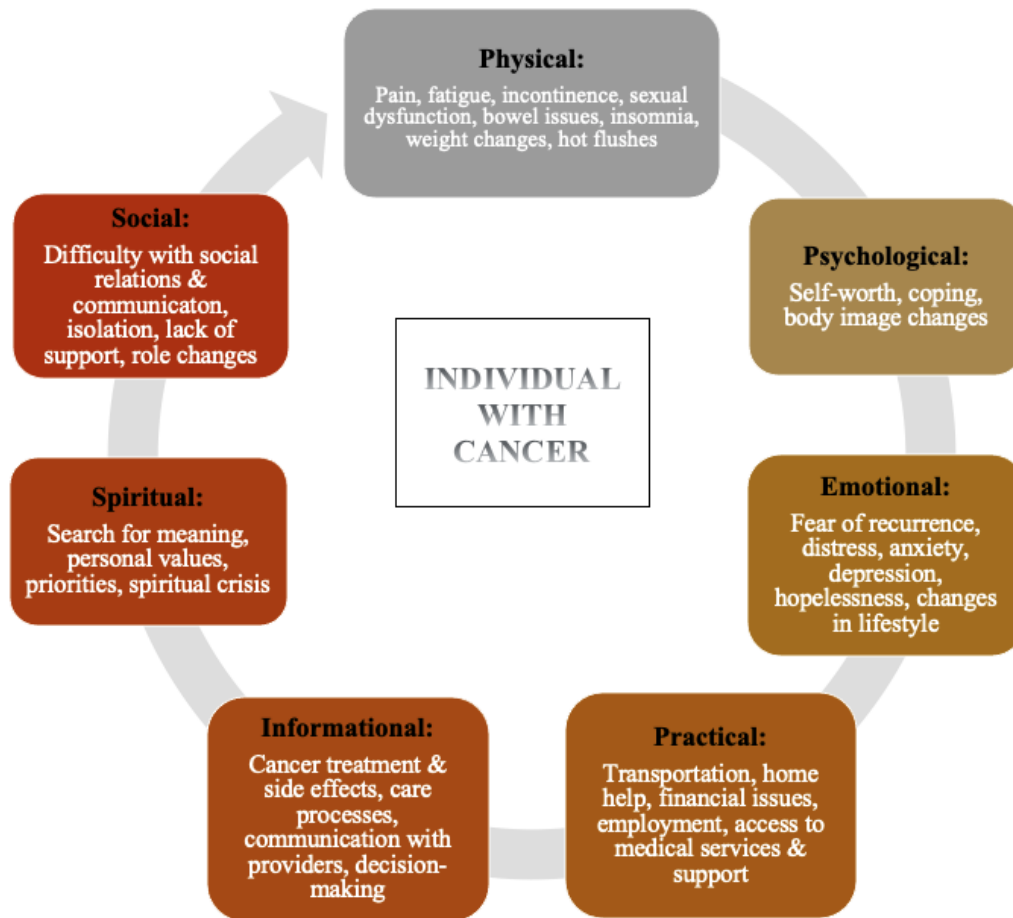 Physical:
Pain, fatigue, incontinence, sexual
dysfunction, bowel issues, insomnia,
weight changes, hot flushes
Psychological:
Self-worth, coping,
body image changes
Emotional:
Fear of recurrence,
distress, anxiety,
depression,
hopelessness, changes
in lifestyle
Practical:
Transportation, home
help, financial issues,
employment, access to
medical services &
support
Informational:
Cancer treatment &
side effects, care
processes,
communication with
providers, decision-
making
Spiritual:
Search for meaning,
personal values,
priorities, spiritual crisis
Social:
Difficulty with social
relations &
communicaton,
isolation, lack of
support, role changes
INDIVIDUAL
WITH
CANCER